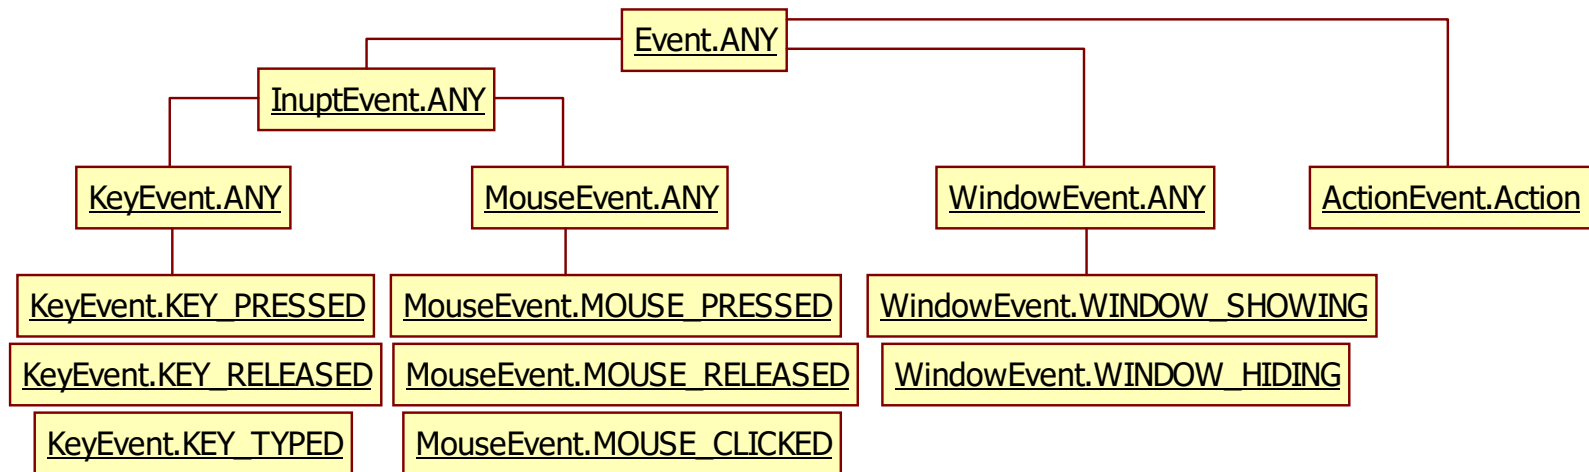 Event.ANY
InuptEvent.ANY
KeyEvent.ANY
MouseEvent.ANY
WindowEvent.ANY
ActionEvent.Action
KeyEvent.KEY_PRESSED
MouseEvent.MOUSE_PRESSED
WindowEvent.WINDOW_SHOWING
KeyEvent.KEY_RELEASED
MouseEvent.MOUSE_RELEASED
WindowEvent.WINDOW_HIDING
KeyEvent.KEY_TYPED
MouseEvent.MOUSE_CLICKED